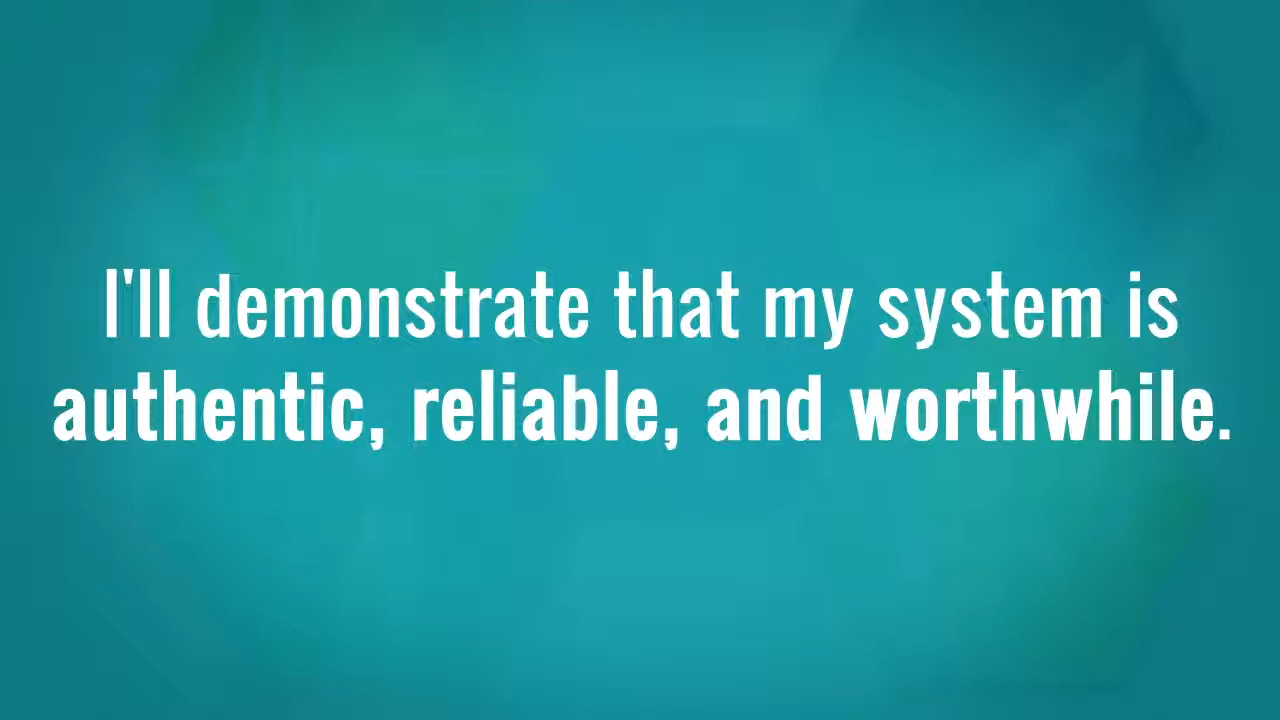 I'll demonstrate that my system is
authentic, reliable, and worthwhile.